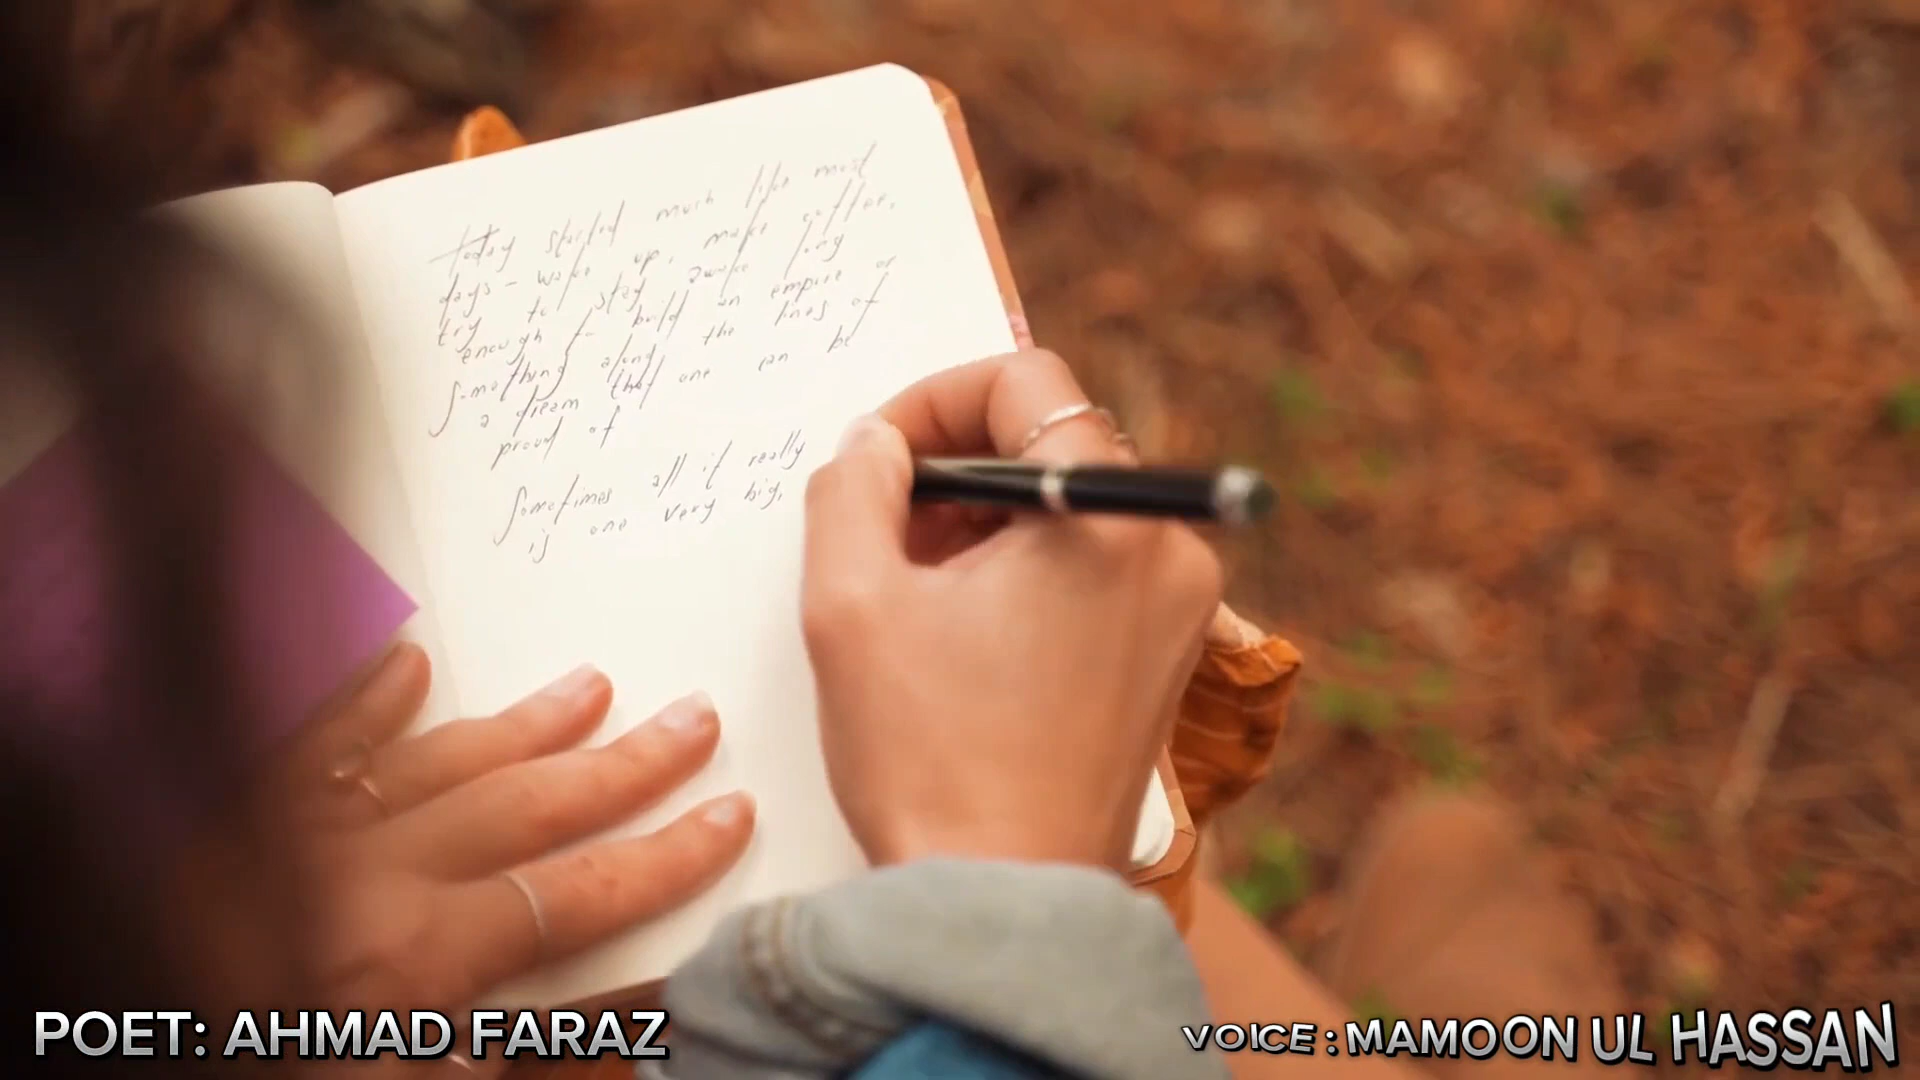 today started much like most
days - wake up, make coffee,
try to stay awake long
enough to build an empire or
something along the lines of
a dream that one can be
proud of
Sometimes all it really
is one very big,
POET: AHMAD FARAZ
VOICE : MAMOON UL HASSAN